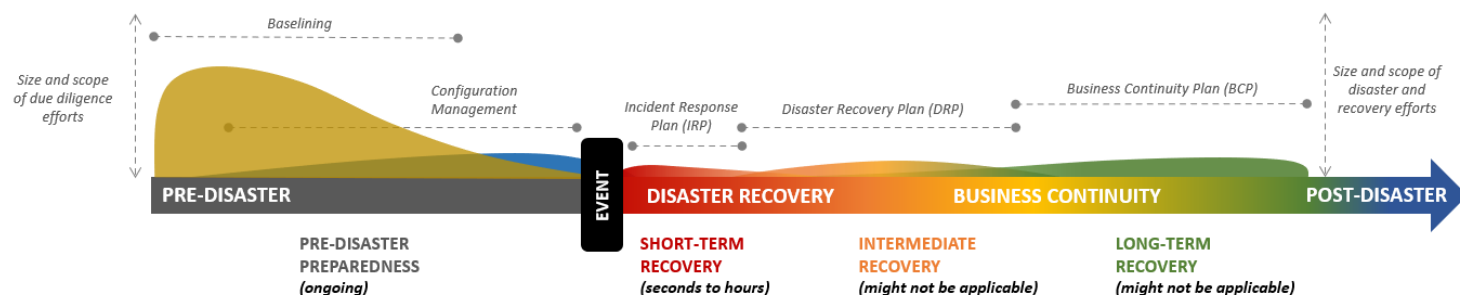 Baselining
Size and scope
of due diligence
efforts
Configuration
Management
Incident Response
Plan (IRP)
Disaster Recovery Plan (DRP)
Business Continuity Plan (BCP)
Size and scope of
disaster and
recovery efforts
PRE-DISASTER
EVENT
DISASTER RECOVERY
BUSINESS CONTINUITY
POST-DISASTER
PRE-DISASTER
PREPAREDNESS
(ongoing)
SHORT-TERM
RECOVERY
(seconds to hours)
INTERMEDIATE
RECOVERY
(might not be applicable)
LONG-TERM
RECOVERY
(might not be applicable)